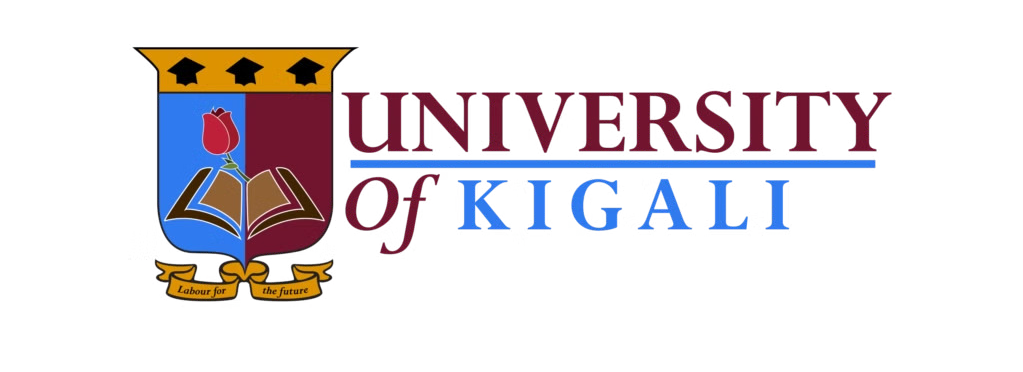 UNIVERSITY
Of KIGALI
Labour for the future